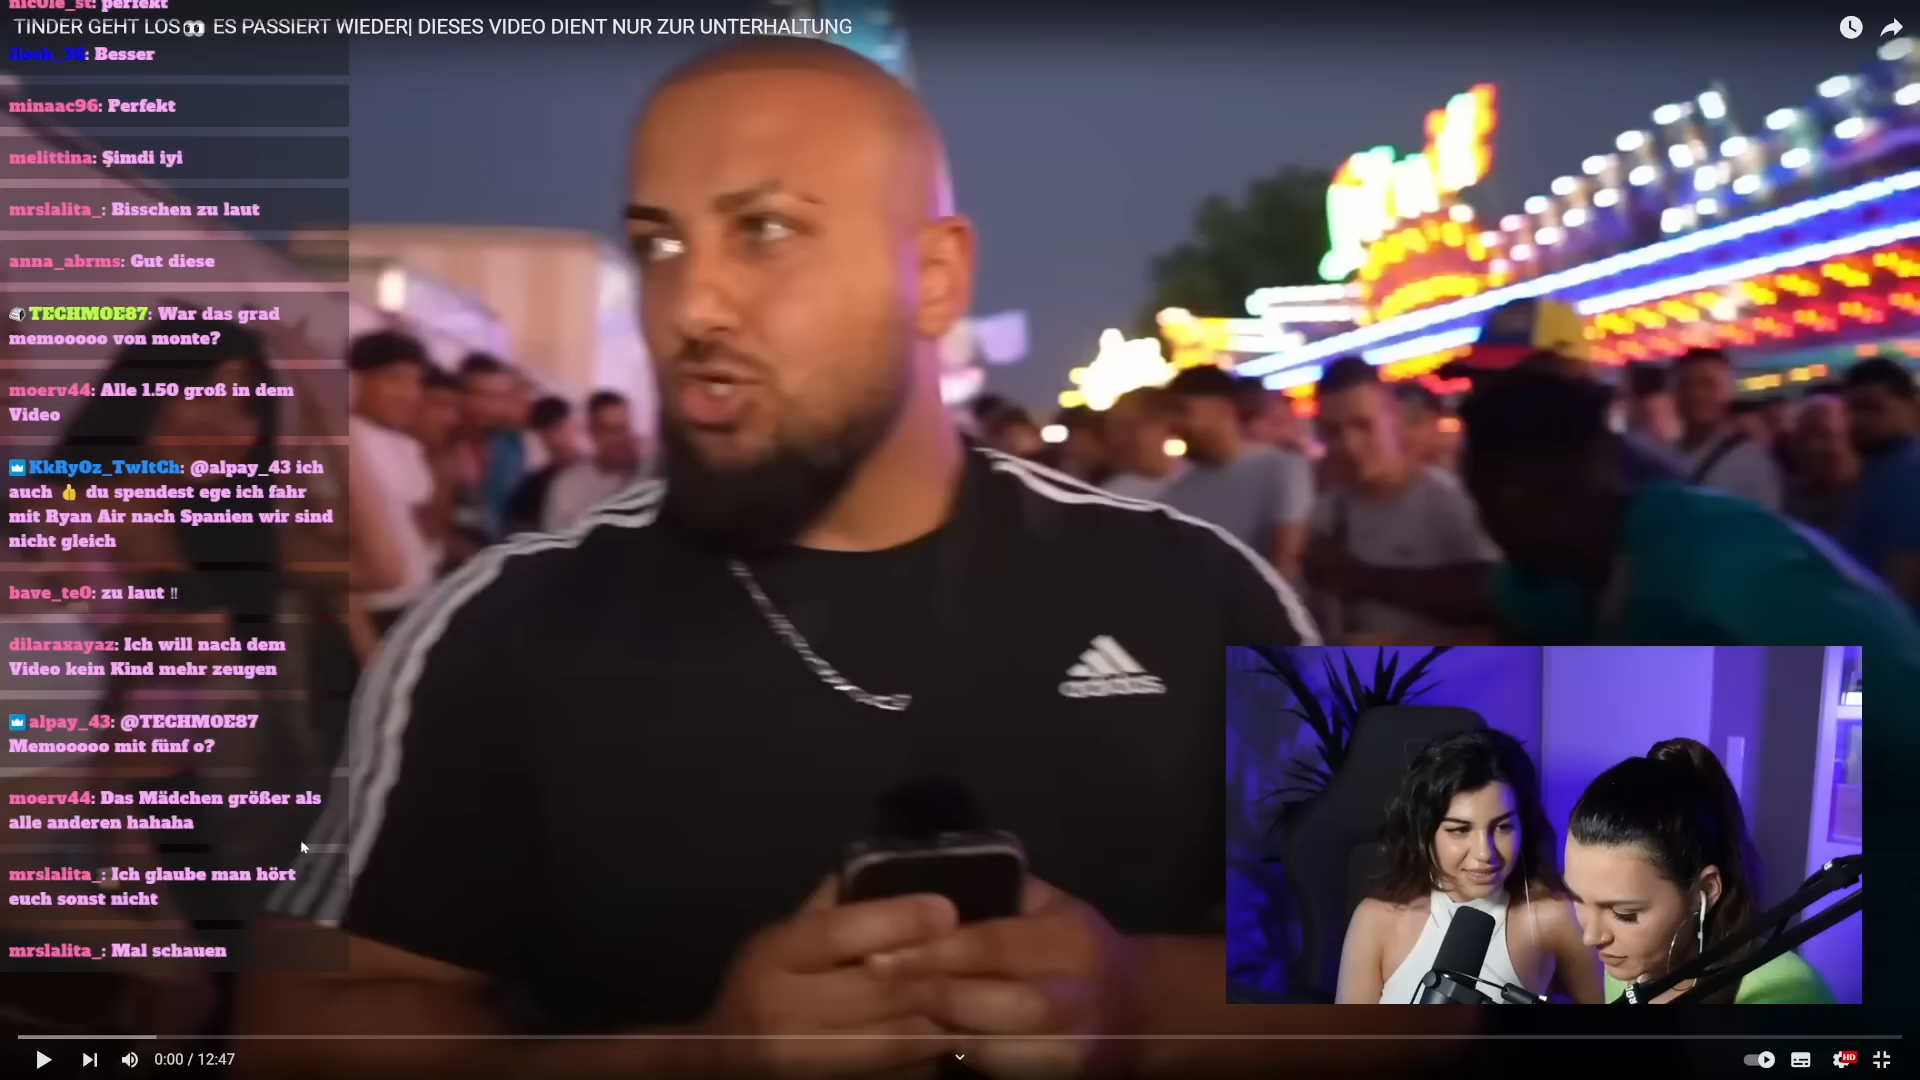 nicole_st: perfekt
TINDER GEHT LOS👀 ES PASSIERT WIEDER| DIESES VIDEO DIENT NUR ZUR UNTERHALTUNG
ilosh_36: Besser
minaac96: Perfekt
melittina: Şimdi iyi
mrslalita_: Bisschen zu laut
anna_abrms: Gut diese
TECHMOE87: War das grad
memooooo von monte?
moerv44: Alle 1.50 groß in dem
Video
KkRyOz_TwItCh: @alpay_43 ich
auch 👍 du spendest ege ich fahr
mit Ryan Air nach Spanien wir sind
nicht gleich
bave_te0: zu laut ‼
dilaraxayaz: Ich will nach dem
Video kein Kind mehr zeugen
alpay_43: @TECHMOE87
Memooooo mit fünf o?
moerv44: Das Mädchen größer als
alle anderen hahaha
mrslalita_: Ich glaube man hört
euch sonst nicht
mrslalita_: Mal schauen
adidas
0:00 / 12:47
HD